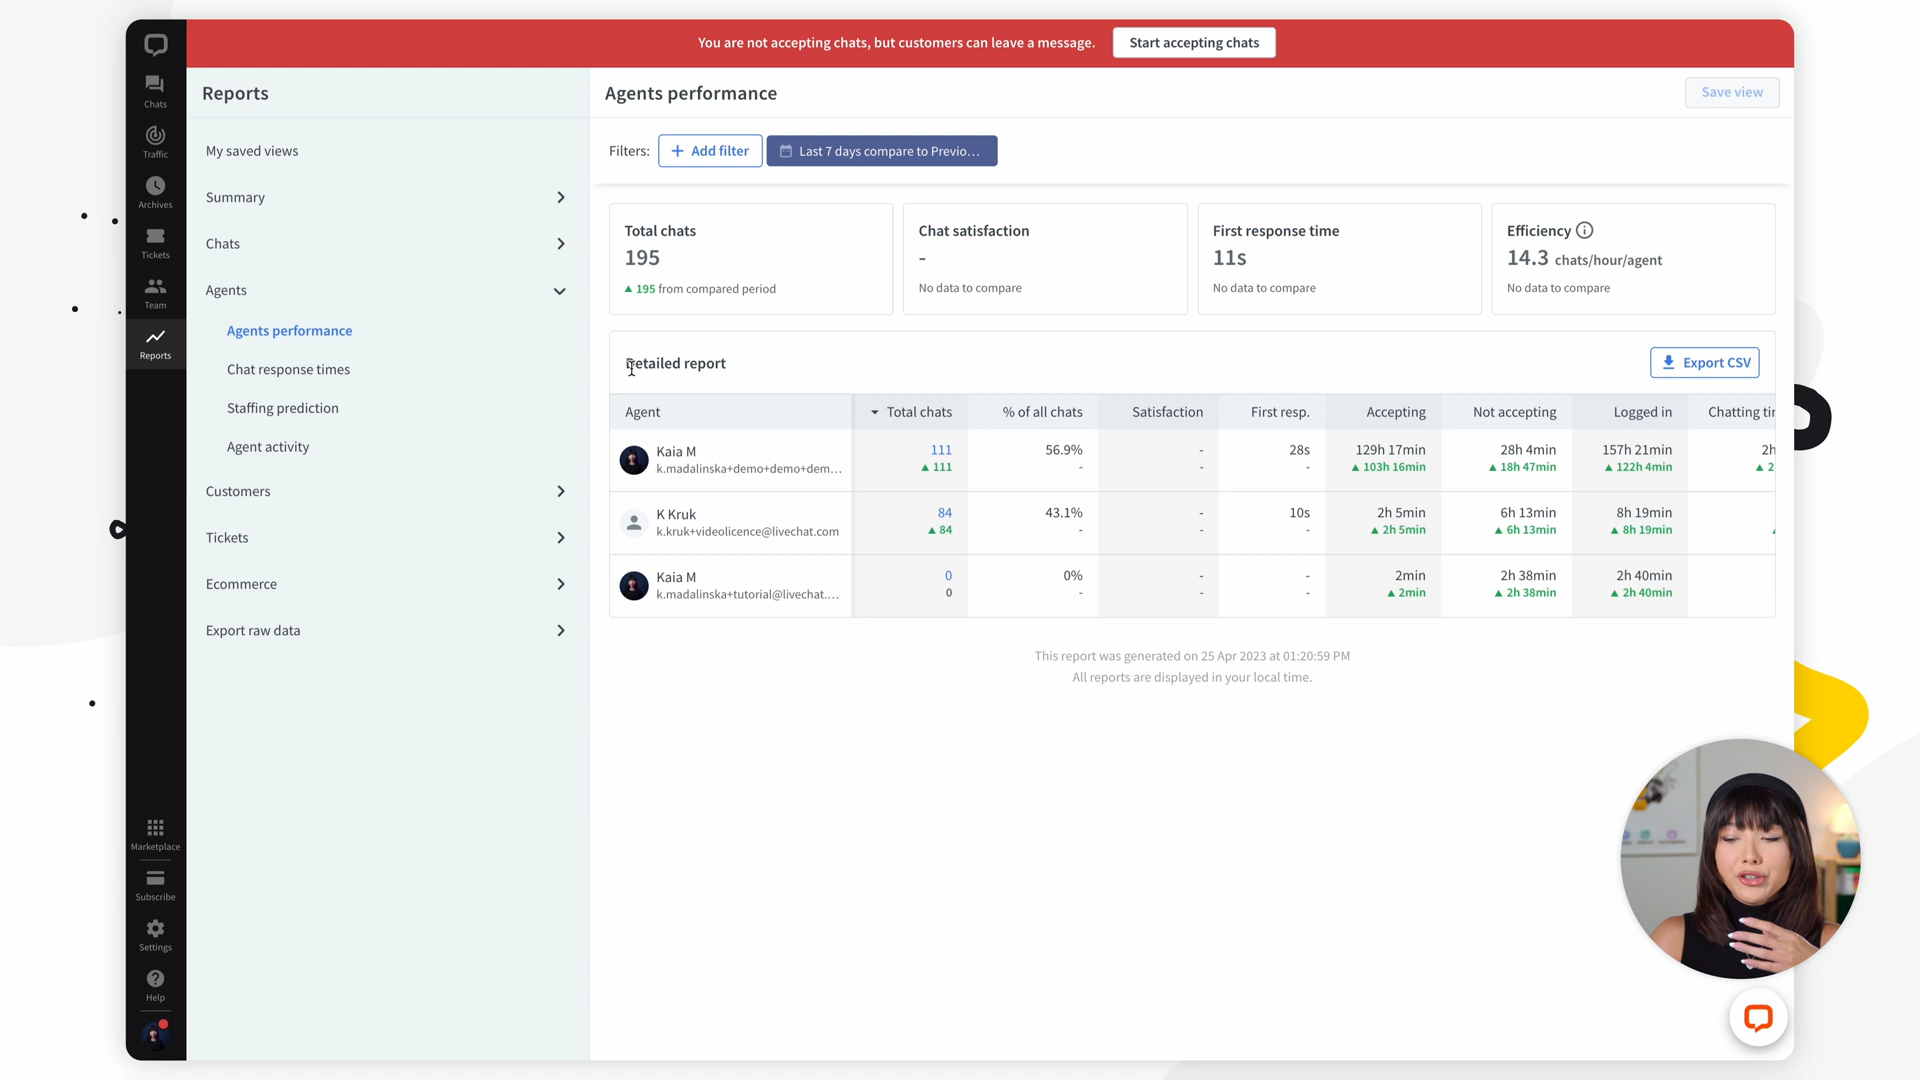 You are not accepting chats, but customers can leave a message.
Start accepting chats
Chats
Traffic
Archives
Tickets
Team
Reports
Marketplace
Subscribe
Settings
Help
Reports
My saved views
Summary
Chats
Agents
Agents performance
Chat response times
Staffing prediction
Agent activity
Customers
Tickets
Ecommerce
Export raw data
Agents performance
Save view
Filters:
Add filter
Last 7 days compare to Previo…
Total chats
195
195 from compared period
Chat satisfaction
-
No data to compare
First response time
11s
No data to compare
Efficiency
14.3 chats/hour/agent
No data to compare
Detailed report
Export CSV
Agent Total chats % of all chats Satisfaction First resp. Accepting Not accepting Logged in Chatting tir
Kaia M 111 56.9% - 28s 129h 17min 28h 4min 157h 21min 2h
k.madalinska+demo+demo+dem… 111 - - - 103h 16min 18h 47min 122h 4min 2
K Kruk 84 43.1% - 10s 2h 5min 6h 13min 8h 19min
k.kruk+videolicence@livechat.com 84 - - - 2h 5min 6h 13min 8h 19min
Kaia M 0 0% - - 2min 2h 38min 2h 40min
k.madalinska+tutorial@livechat.… 0 - - - 2min 2h 38min 2h 40min
This report was generated on 25 Apr 2023 at 01:20:59 PM
All reports are displayed in your local time.